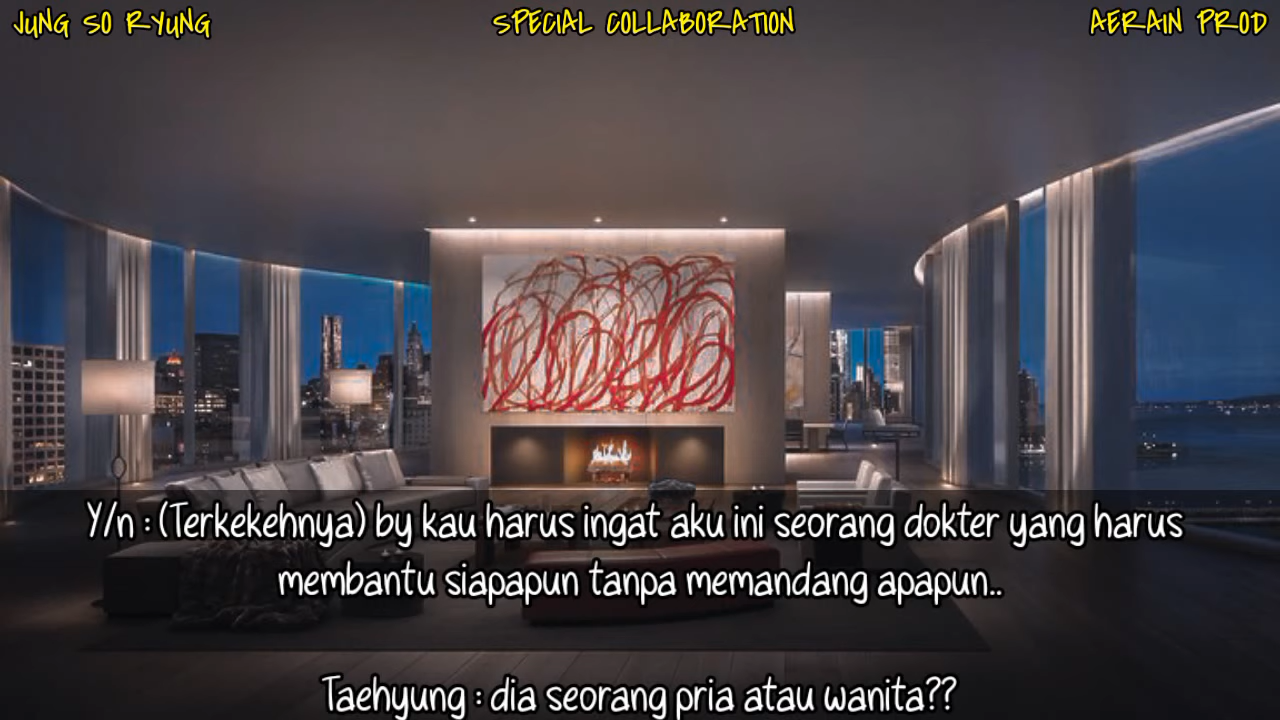 JUNG SO RYUNG
SPECIAL COLLABORATION
AERAIN PROD
Y/n : (Terkekehnya) by kau harus ingat aku ini seorang dokter yang harus
membantu siapapun tanpa memandang apapun..
Taehyung : dia seorang pria atau wanita??